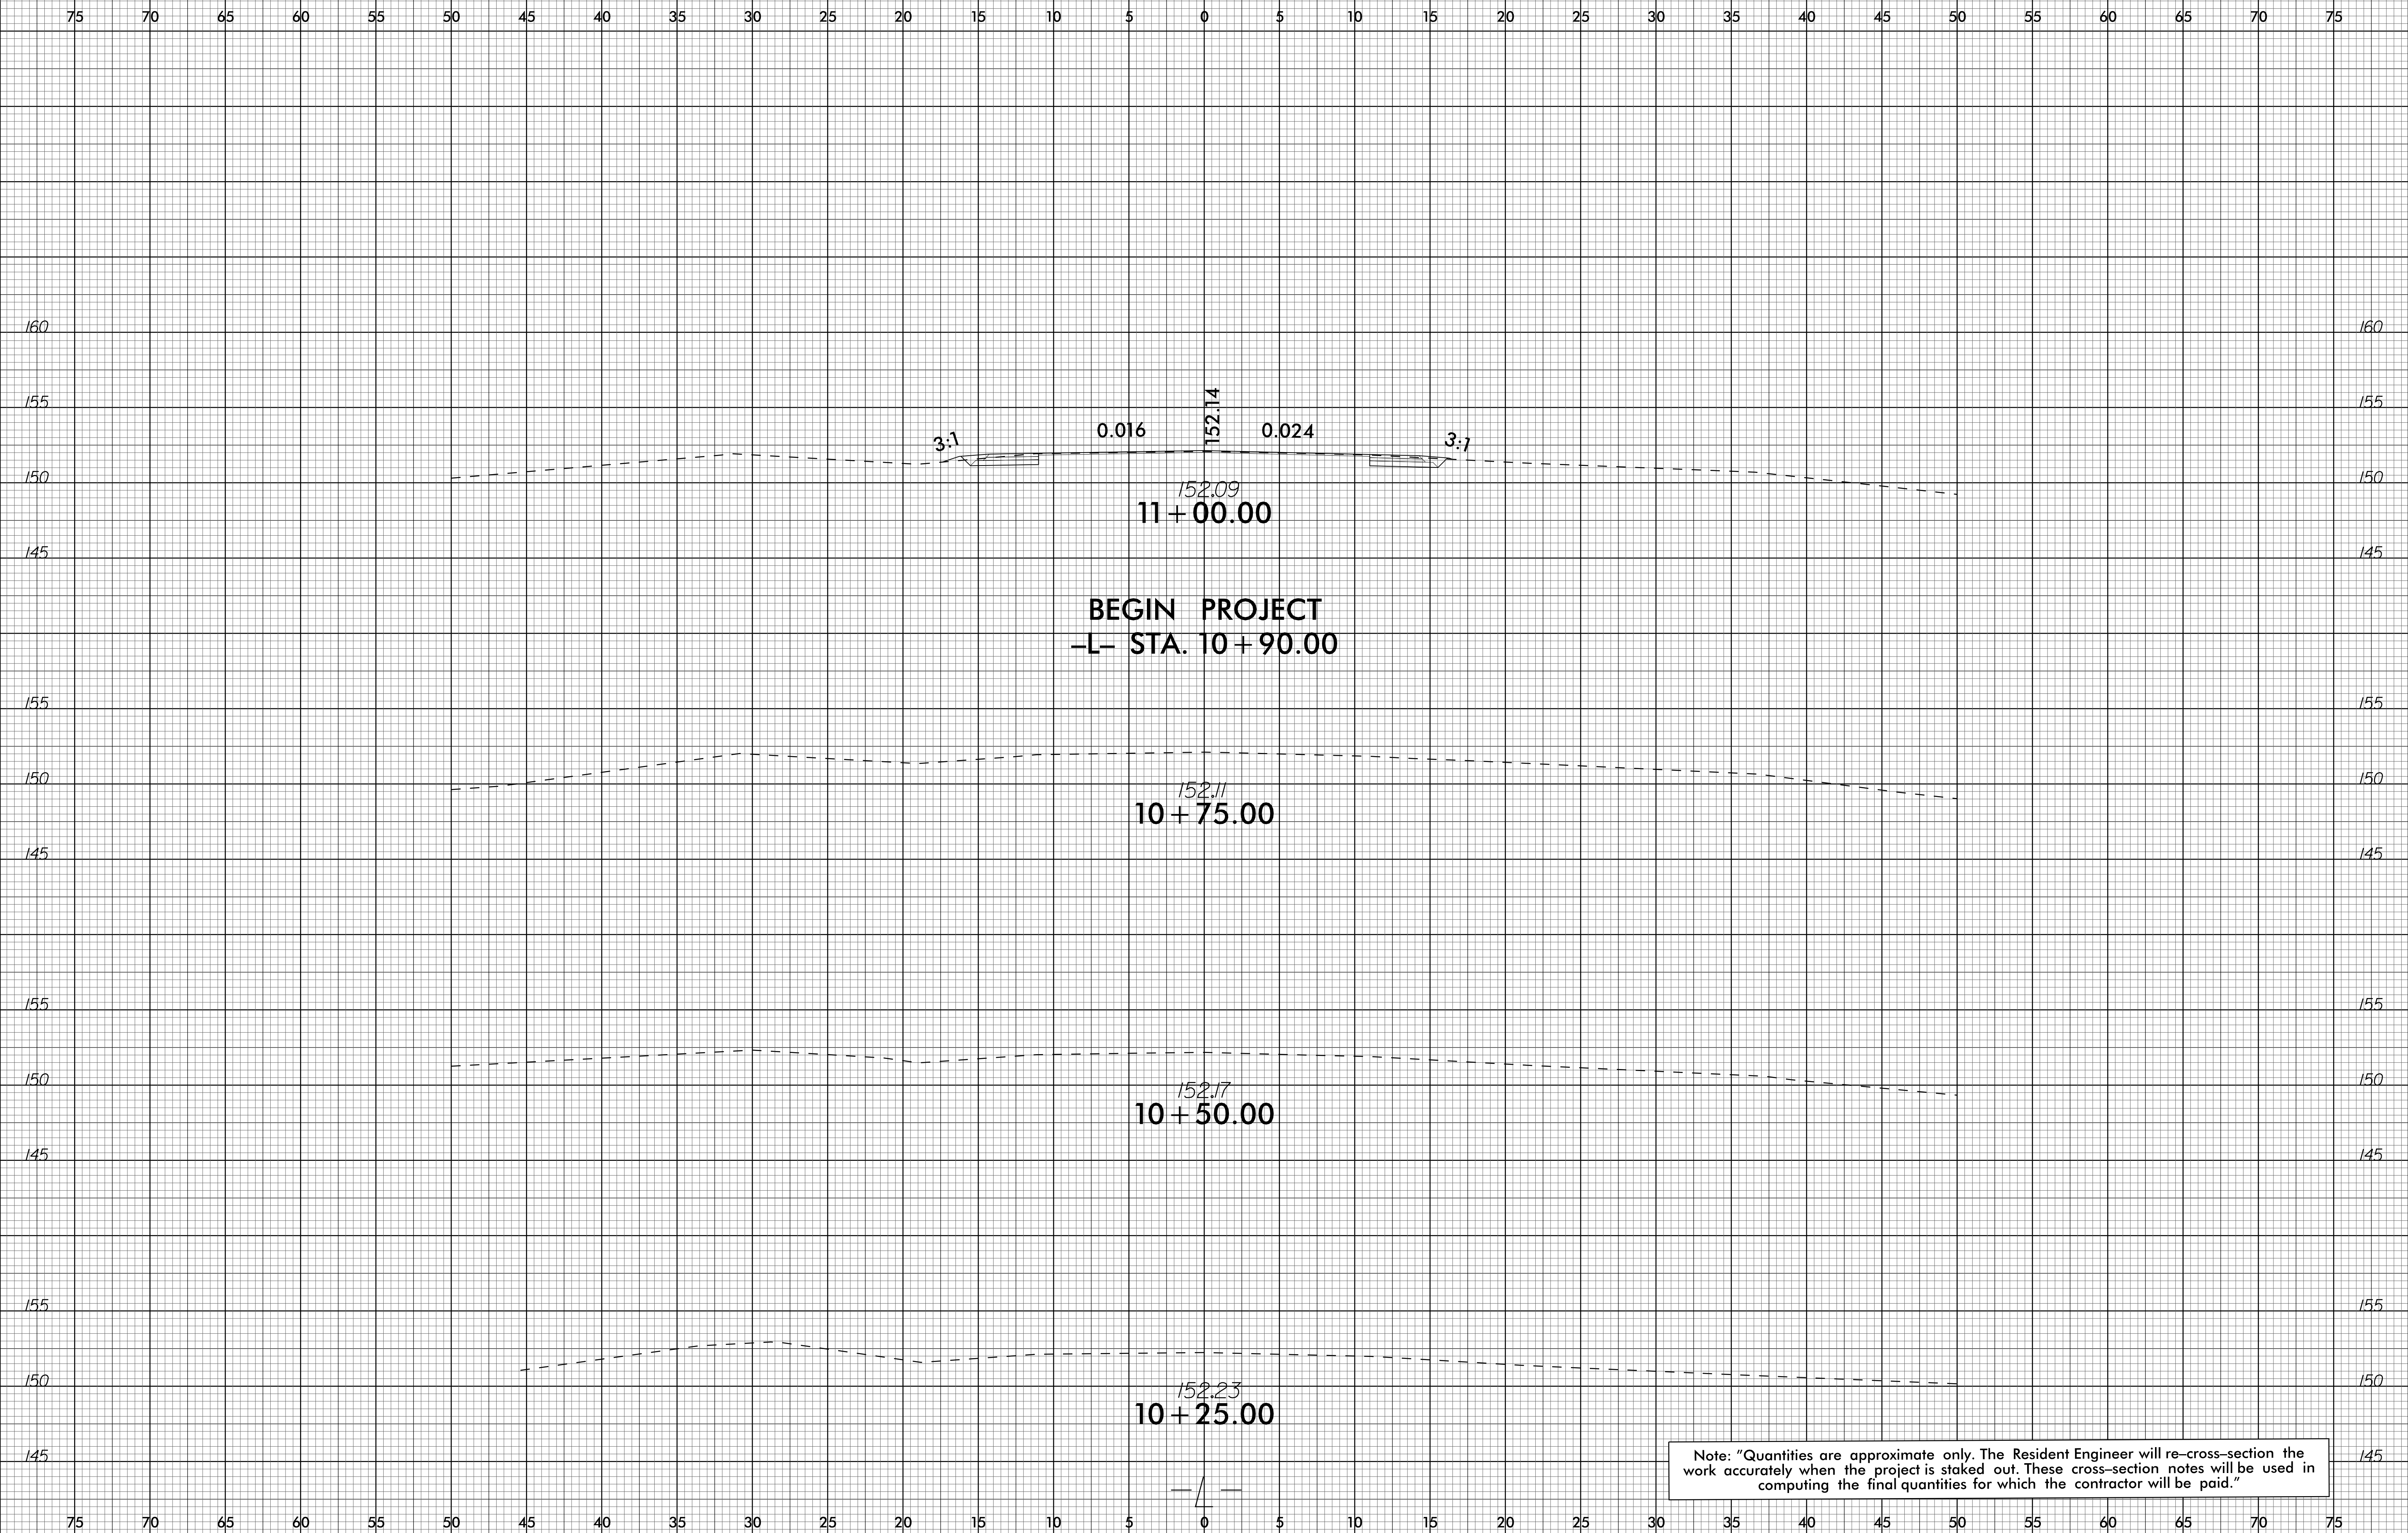 75 70 65 60 55 50 45 40 35 30 25 20 15 10 5 0 5 10 15 20 25 30 35 40 45 50 55 60 65 70 75
160 160
155 155
152.14
3:1 0.016 0.024 3:1
150 150
152.09
11+00.00
145 145
BEGIN PROJECT
–L– STA. 10+90.00
155 155
150 150
152.11
10+75.00
145 145
155 155
150 150
152.17
10+50.00
145 145
155 155
150 150
152.23
10+25.00
145 145
Note: "Quantities are approximate only. The Resident Engineer will re–cross–section the
work accurately when the project is staked out. These cross–section notes will be used in
computing the final quantities for which the contractor will be paid."
–L–
75 70 65 60 55 50 45 40 35 30 25 20 15 10 5 0 5 10 15 20 25 30 35 40 45 50 55 60 65 70 75